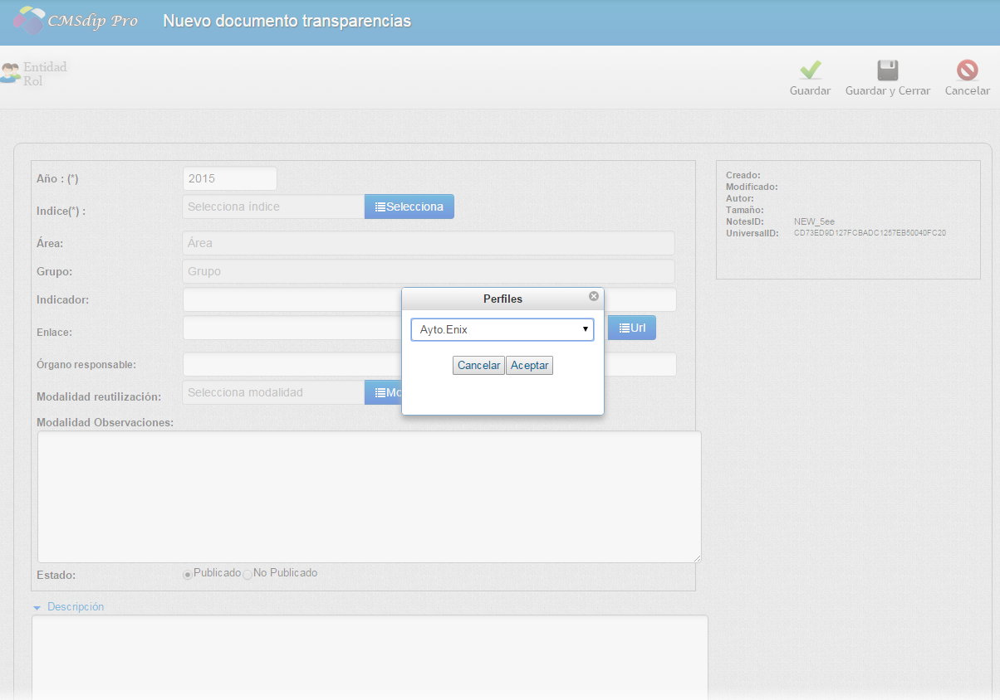 CMSdip Pro
Nuevo documento transparencias
Entidad
Rol
Guardar
Guardar y Cerrar
Cancelar
Año : (*)
2015
Indice(*) :
Selecciona índice
Selecciona
Área:
Área
Grupo:
Grupo
Indicador:
Enlace:
Url
Órgano responsable:
Modalidad reutilización:
Selecciona modalidad
Mo
Modalidad Observaciones:
Estado:
Publicado
No Publicado
Descripción
Perfiles
Ayto.Enix
Cancelar
Aceptar
Creado:
Modificado:
Autor:
Tamaño:
NotesID: NEW_5ee
UniversalID: CD73ED9D127FCBADC1257EB50040FC20